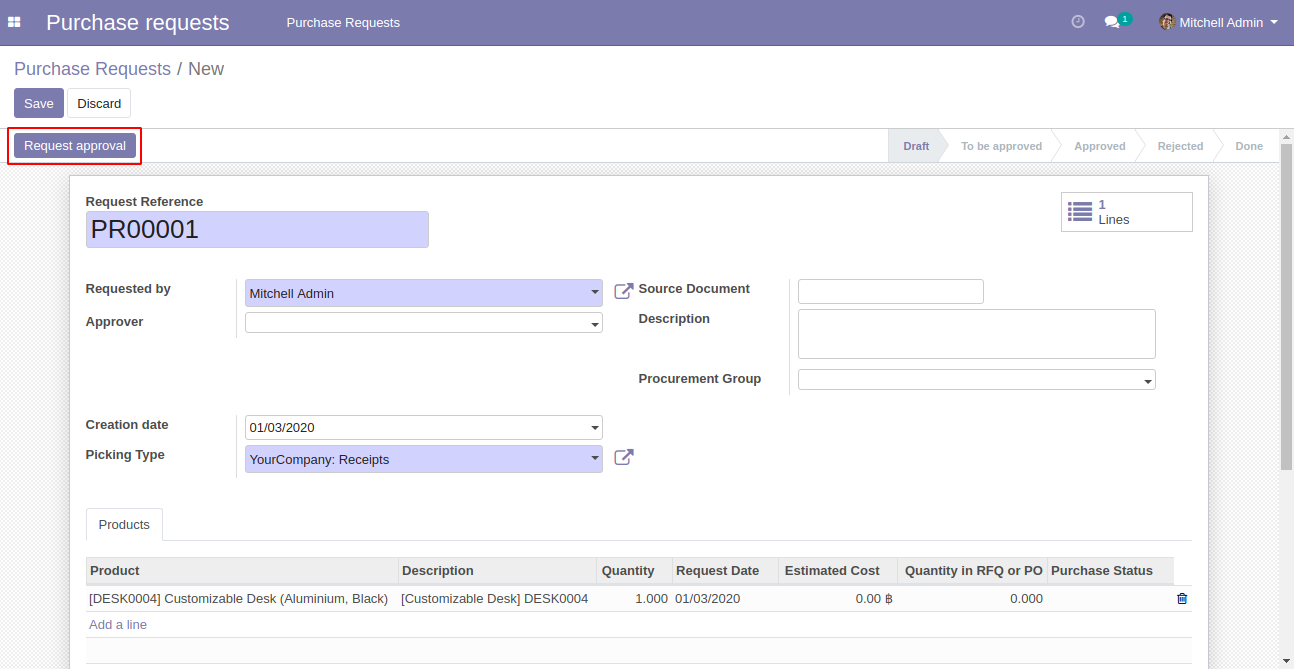 Purchase requests Purchase Requests 1 Mitchell Admin
Purchase Requests / New
Save Discard
Request approval Draft To be approved Approved Rejected Done
Request Reference
PR00001
1
Lines
Requested by Mitchell Admin Source Document
Approver Description
Procurement Group
Creation date 01/03/2020
Picking Type YourCompany: Receipts
Products
Product Description Quantity Request Date Estimated Cost Quantity in RFQ or PO Purchase Status
[DESK0004] Customizable Desk (Aluminium, Black) [Customizable Desk] DESK0004 1.000 01/03/2020 0.00 ฿ 0.000
Add a line